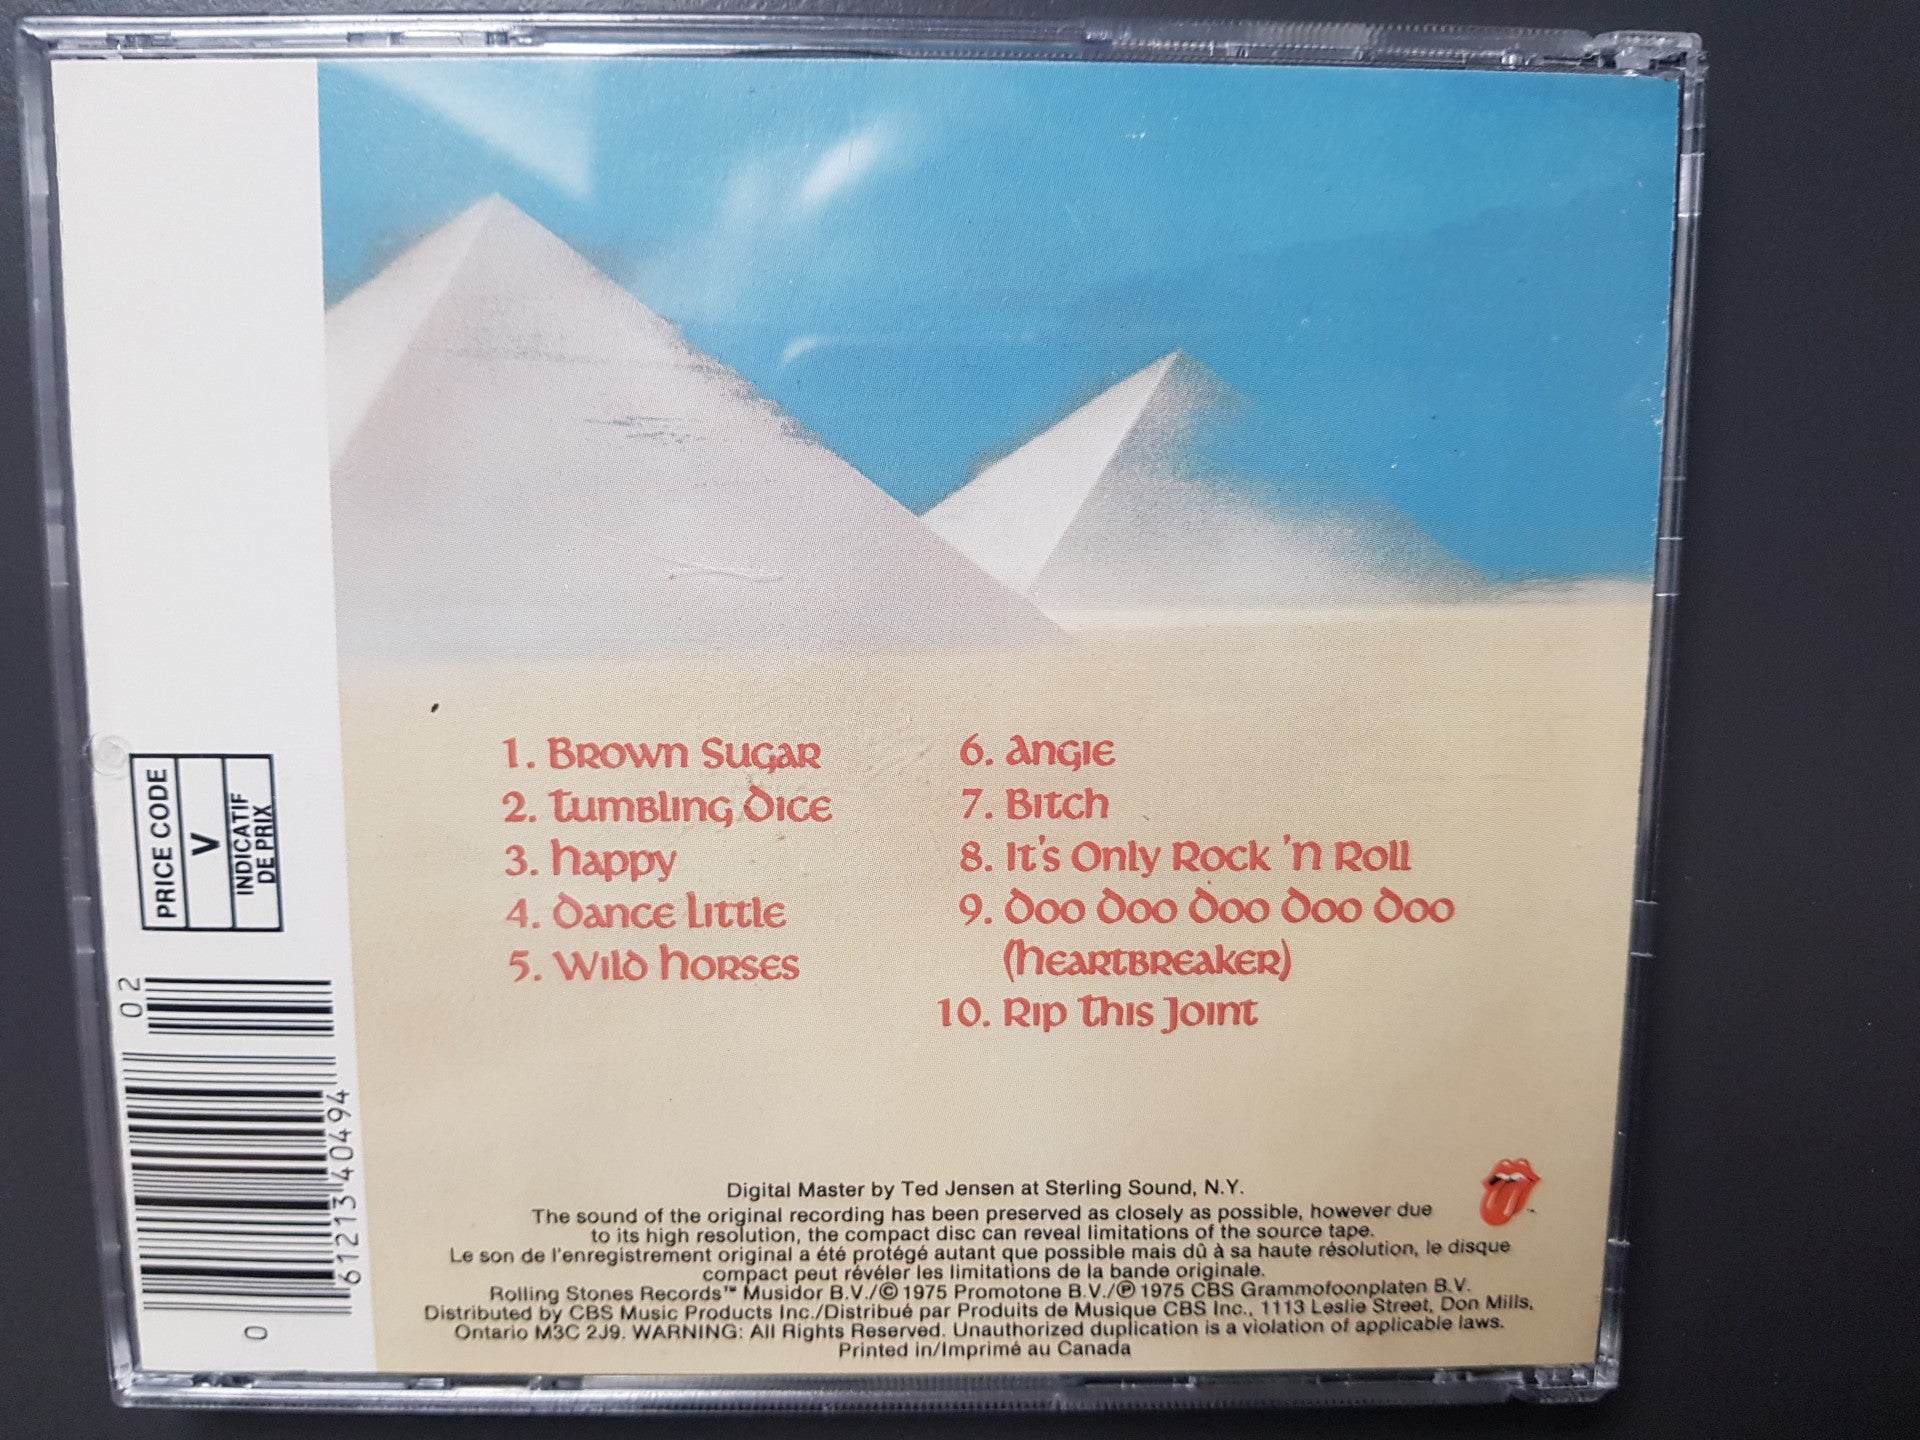 1. Brown Sugar
2. Tumbling Dice
3. Happy
4. Dance Little
5. Wild Horses
6. Angie
7. Bitch
8. It's Only Rock 'n Roll
9. Doo Doo Doo Doo Doo
(Heartbreaker)
10. Rip This Joint
PRICE CODE
V
INDICATIF
DE PRIX
02
61213 40494
0
Digital Master by Ted Jensen at Sterling Sound, N.Y.
The sound of the original recording has been preserved as closely as possible, however due
to its high resolution, the compact disc can reveal limitations of the source tape.
Le son de l'enregistrement original a été protégé autant que possible mais dû à sa haute résolution, le disque
compact peut révéler les limitations de la bande originale.
Rolling Stones Records™ Musidor B.V./© 1975 Promotone B.V./℗ 1975 CBS Grammofoonplaten B.V.
Distributed by CBS Music Products Inc./Distribué par Produits de Musique CBS Inc., 1113 Leslie Street, Don Mills,
Ontario M3C 2J9. WARNING: All Rights Reserved. Unauthorized duplication is a violation of applicable laws.
Printed in/Imprimé au Canada